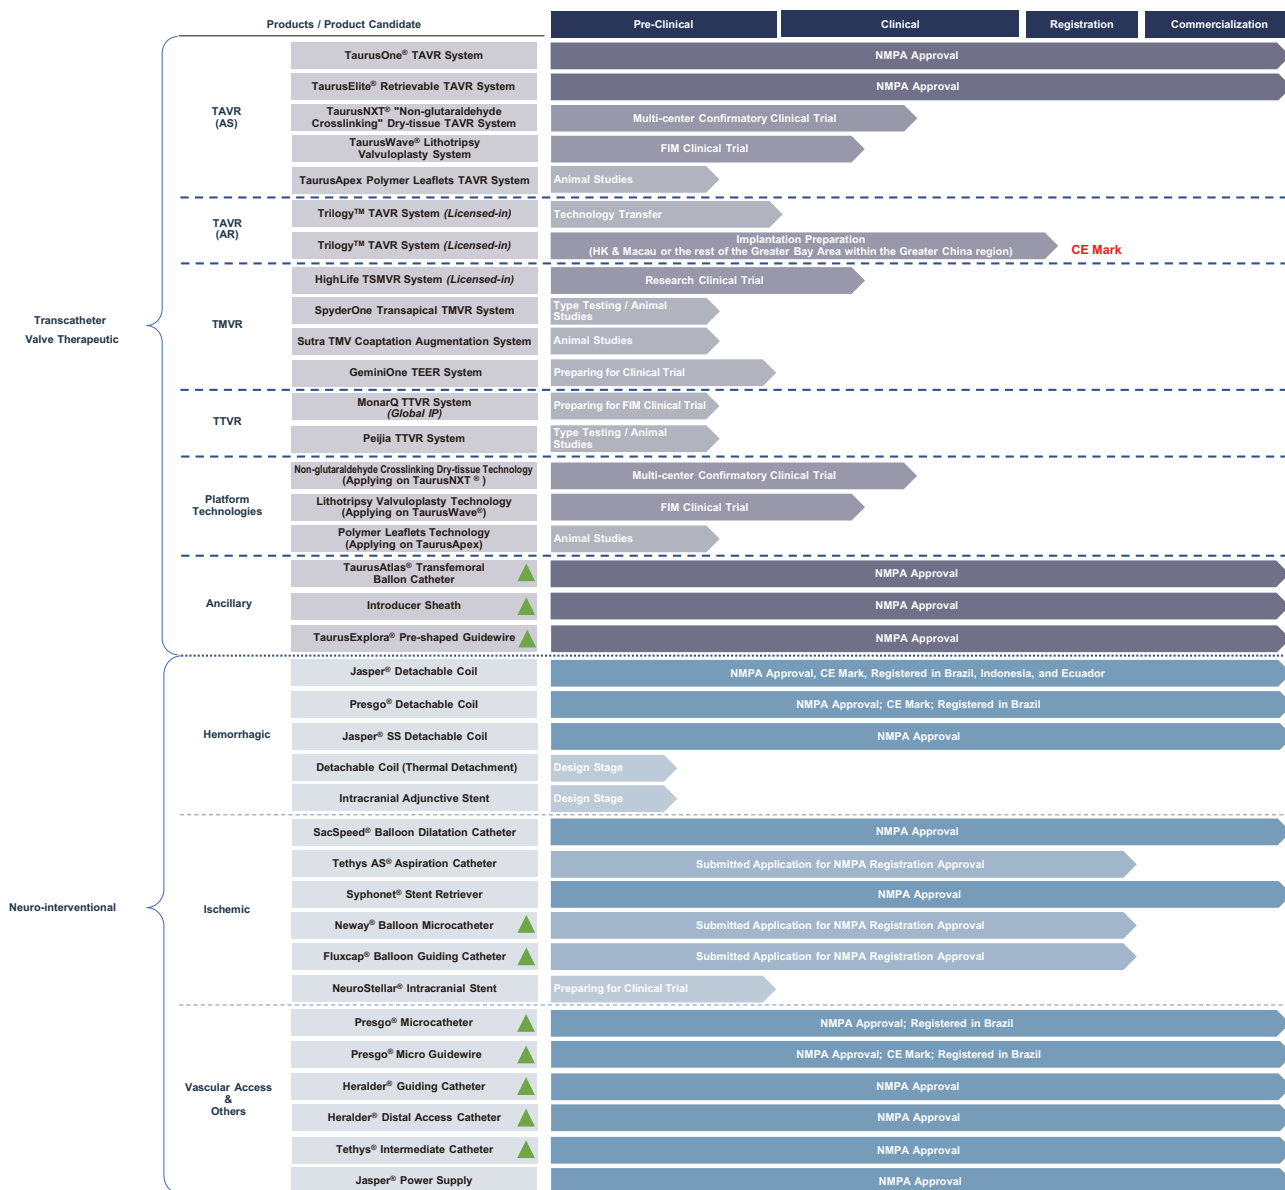 Products / Product Candidate
Pre-Clinical
Clinical
Registration
Commercialization
Transcatheter
Valve Therapeutic
TAVR
(AS)
TaurusOne® TAVR System
NMPA Approval
TaurusElite® Retrievable TAVR System
NMPA Approval
TaurusNXT® "Non-glutaraldehyde
Crosslinking" Dry-tissue TAVR System
Multi-center Confirmatory Clinical Trial
TaurusWave® Lithotripsy
Valvuloplasty System
FIM Clinical Trial
TaurusApex Polymer Leaflets TAVR System
Animal Studies
TAVR
(AR)
Trilogy™ TAVR System (Licensed-in)
Technology Transfer
Trilogy™ TAVR System (Licensed-in)
Implantation Preparation
(HK & Macau or the rest of the Greater Bay Area within the Greater China region)
CE Mark
TMVR
HighLife TSMVR System (Licensed-in)
Research Clinical Trial
SpyderOne Transapical TMVR System
Type Testing / Animal
Studies
Sutra TMV Coaptation Augmentation System
Animal Studies
GeminiOne TEER System
Preparing for Clinical Trial
TTVR
MonarQ TTVR System
(Global IP)
Preparing for FIM Clinical Trial
Peijia TTVR System
Type Testing / Animal
Studies
Platform
Technologies
Non-glutaraldehyde Crosslinking Dry-tissue Technology
(Applying on TaurusNXT ® )
Multi-center Confirmatory Clinical Trial
Lithotripsy Valvuloplasty Technology
(Applying on TaurusWave®)
FIM Clinical Trial
Polymer Leaflets Technology
(Applying on TaurusApex)
Animal Studies
Ancillary
TaurusAtlas® Transfemoral
Ballon Catheter
NMPA Approval
Introducer Sheath
NMPA Approval
TaurusExplora® Pre-shaped Guidewire
NMPA Approval
Neuro-interventional
Hemorrhagic
Jasper® Detachable Coil
NMPA Approval, CE Mark, Registered in Brazil, Indonesia, and Ecuador
Presgo® Detachable Coil
NMPA Approval; CE Mark; Registered in Brazil
Jasper® SS Detachable Coil
NMPA Approval
Detachable Coil (Thermal Detachment)
Design Stage
Intracranial Adjunctive Stent
Design Stage
Ischemic
SacSpeed® Balloon Dilatation Catheter
NMPA Approval
Tethys AS® Aspiration Catheter
Submitted Application for NMPA Registration Approval
Syphonet® Stent Retriever
NMPA Approval
Neway® Balloon Microcatheter
Submitted Application for NMPA Registration Approval
Fluxcap® Balloon Guiding Catheter
Submitted Application for NMPA Registration Approval
NeuroStellar® Intracranial Stent
Preparing for Clinical Trial
Vascular Access
&
Others
Presgo® Microcatheter
NMPA Approval; Registered in Brazil
Presgo® Micro Guidewire
NMPA Approval; CE Mark; Registered in Brazil
Heralder® Guiding Catheter
NMPA Approval
Heralder® Distal Access Catheter
NMPA Approval
Tethys® Intermediate Catheter
NMPA Approval
Jasper® Power Supply
NMPA Approval